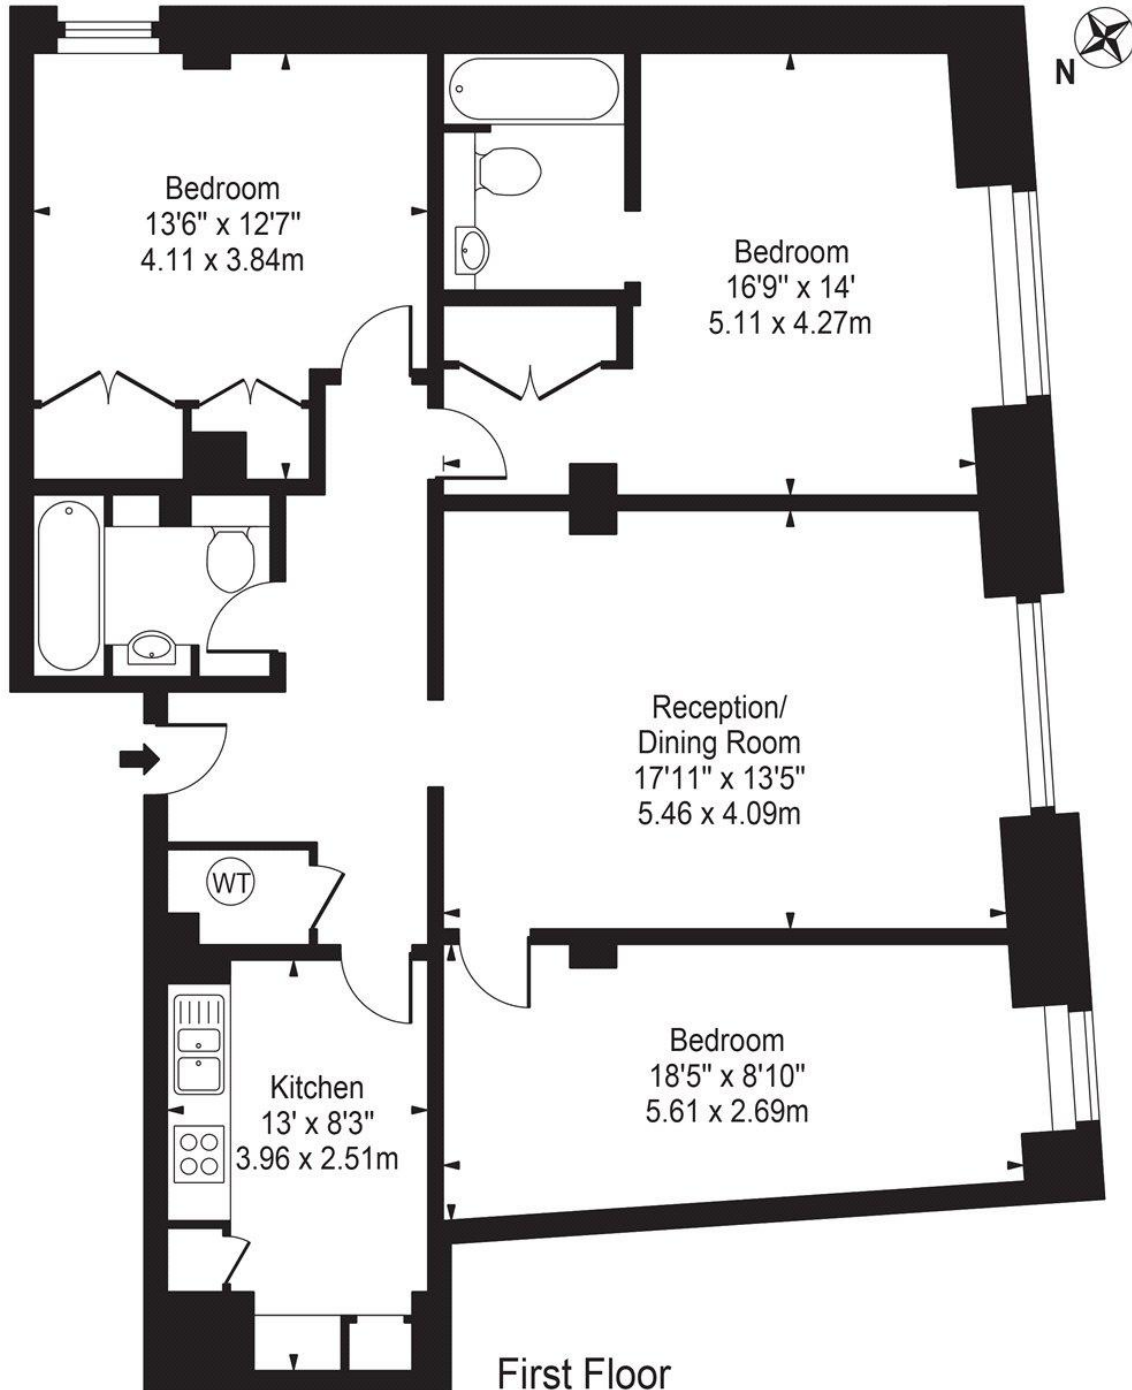 N
Bedroom
13'6" x 12'7"
4.11 x 3.84m
Bedroom
16'9" x 14'
5.11 x 4.27m
Reception/
Dining Room
17'11" x 13'5"
5.46 x 4.09m
WT
Bedroom
18'5" x 8'10"
5.61 x 2.69m
Kitchen
13' x 8'3"
3.96 x 2.51m
First Floor